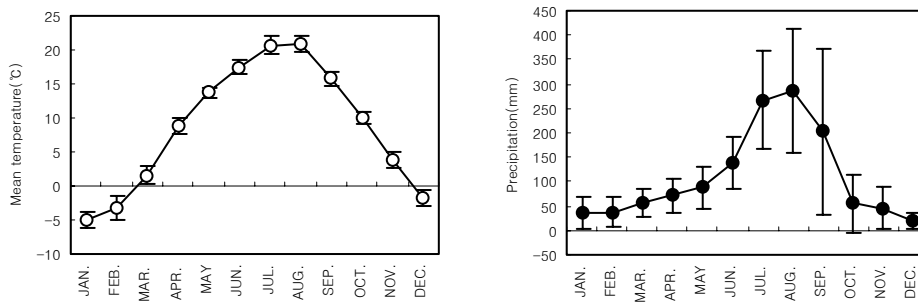 25
20
15
10
5
0
−5
−10
Mean temperature(℃)
JAN.
FEB.
MAR.
APR.
MAY
JUN.
JUL.
AUG.
SEP.
OCT.
NOV.
DEC.
450
400
350
300
250
200
150
100
50
0
−50
Precipitation(mm)
JAN.
FEB.
MAR.
APR.
MAY
JUN.
JUL.
AUG.
SEP.
OCT.
NOV.
DEC.